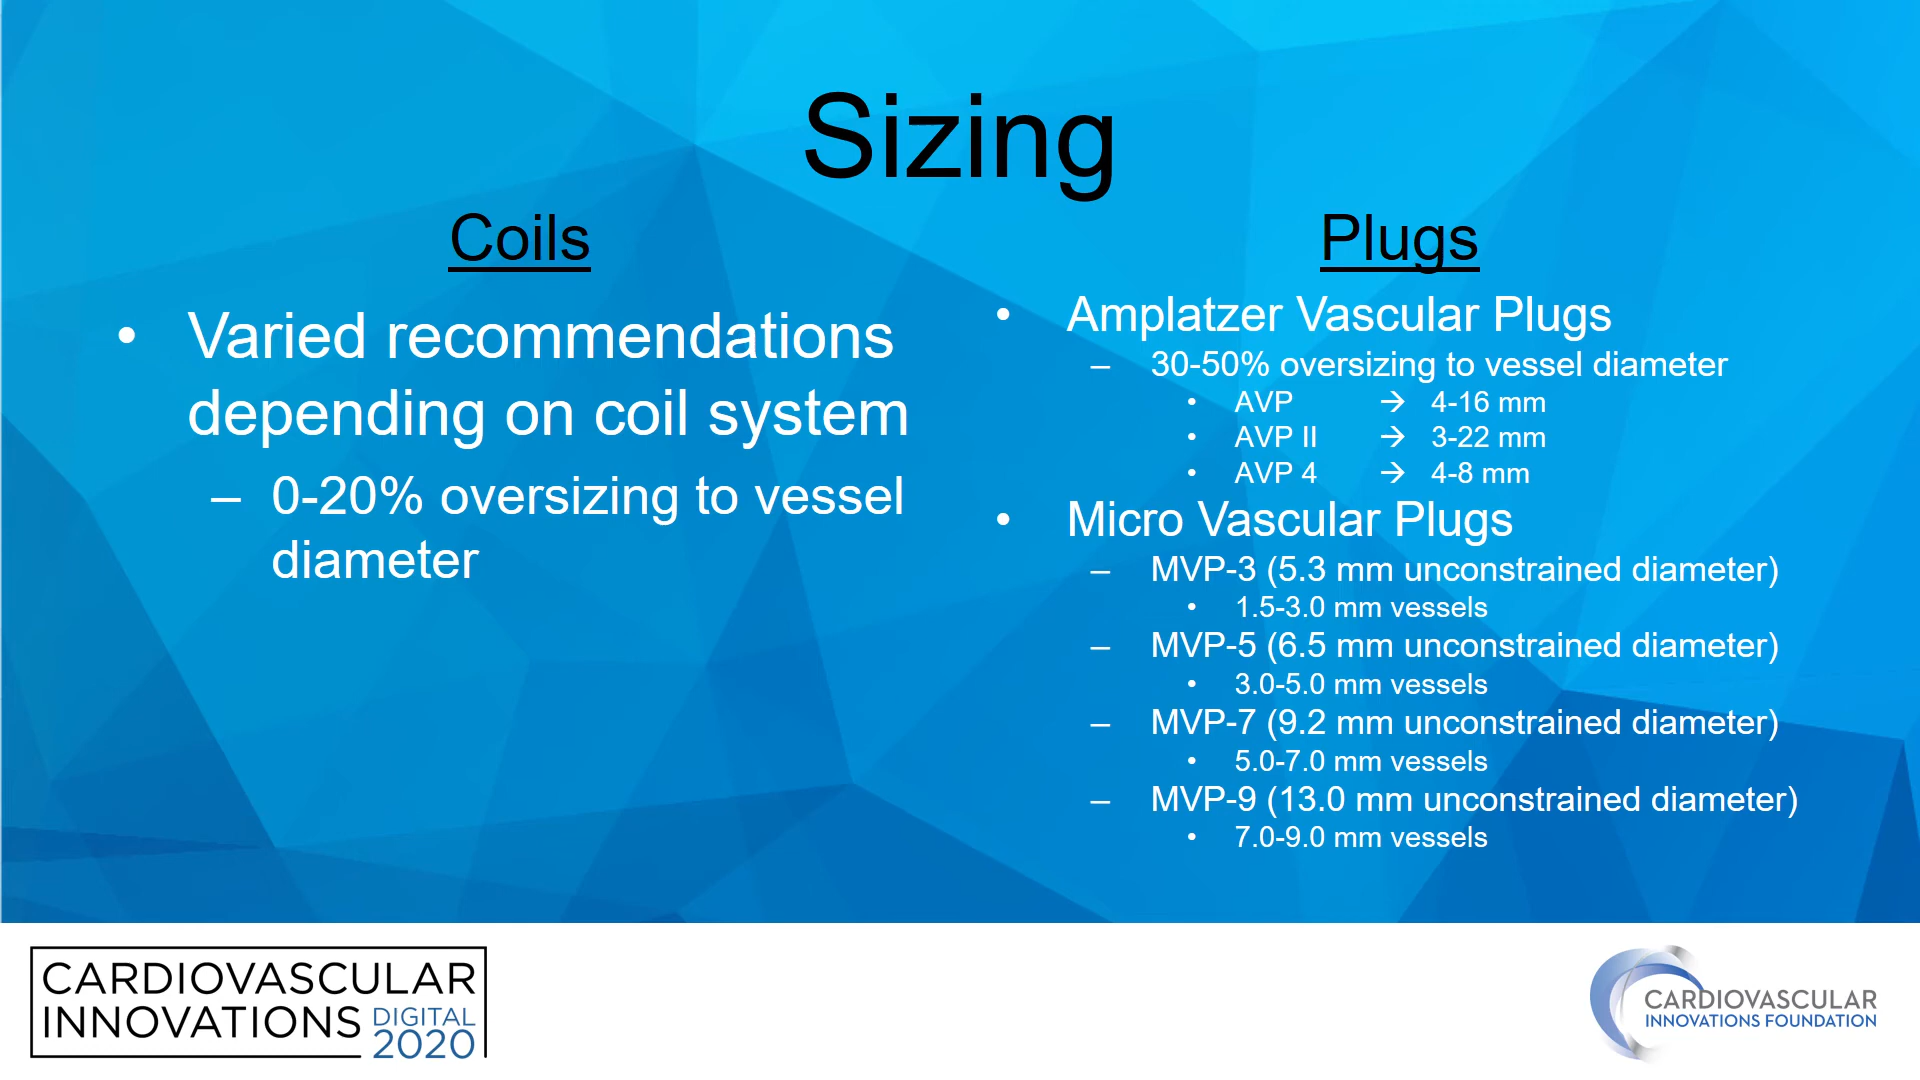 Sizing
Coils
• Varied recommendations
depending on coil system
– 0-20% oversizing to vessel
diameter
Plugs
• Amplatzer Vascular Plugs
– 30-50% oversizing to vessel diameter
• AVP → 4-16 mm
• AVP II → 3-22 mm
• AVP 4 → 4-8 mm
• Micro Vascular Plugs
– MVP-3 (5.3 mm unconstrained diameter)
• 1.5-3.0 mm vessels
– MVP-5 (6.5 mm unconstrained diameter)
• 3.0-5.0 mm vessels
– MVP-7 (9.2 mm unconstrained diameter)
• 5.0-7.0 mm vessels
– MVP-9 (13.0 mm unconstrained diameter)
• 7.0-9.0 mm vessels
CARDIOVASCULAR
INNOVATIONS DIGITAL
2020
CARDIOVASCULAR
INNOVATIONS FOUNDATION